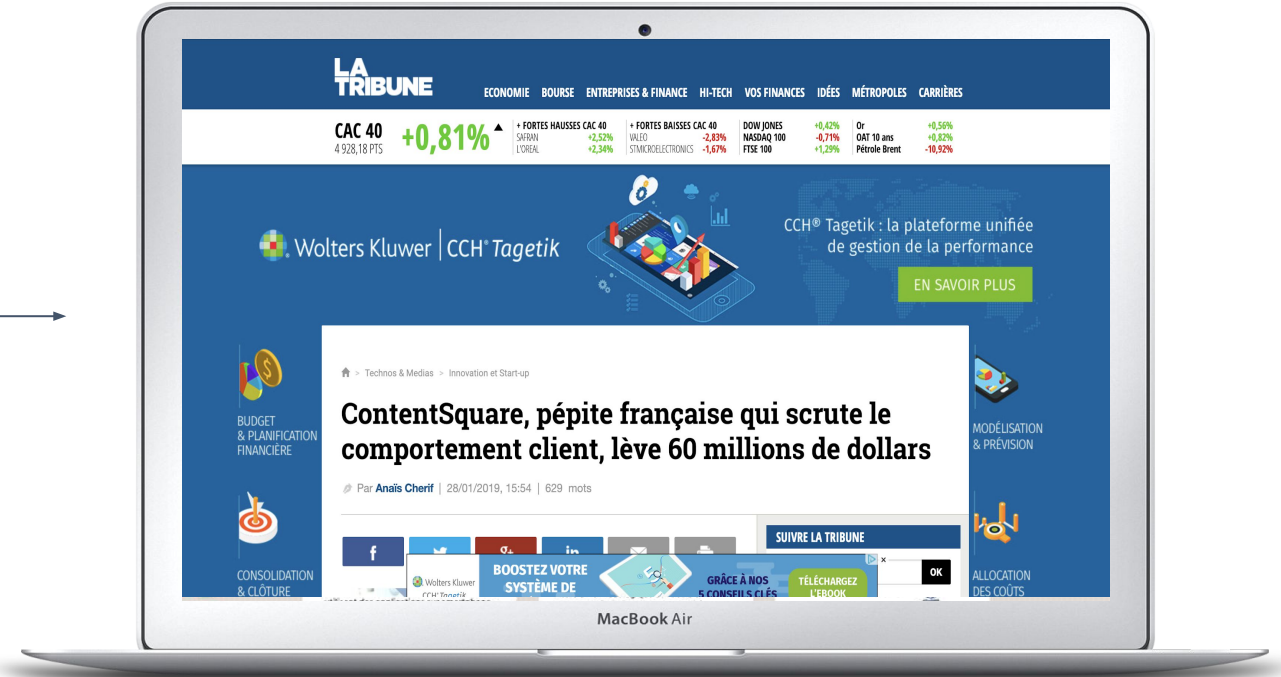 LA
TRIBUNE
ECONOMIE BOURSE ENTREPRISES & FINANCE HI-TECH VOS FINANCES IDÉES MÉTROPOLES CARRIÈRES
CAC 40
4 928,18 PTS
+0,81%
+ FORTES HAUSSES CAC 40
SAFRAN +2,52%
L'OREAL +2,34%
+ FORTES BAISSES CAC 40
VALEO -2,83%
STMICROELECTRONICS -1,67%
DOW JONES +0,42%
NASDAQ 100 -0,71%
FTSE 100 +1,29%
Or +0,56%
OAT 10 ans +0,82%
Pétrole Brent -10,92%
Wolters Kluwer CCH® Tagetik
CCH® Tagetik : la plateforme unifiée
de gestion de la performance
EN SAVOIR PLUS
BUDGET
& PLANIFICATION
FINANCIÈRE
CONSOLIDATION
& CLÔTURE
> Technos & Medias > Innovation et Start-up
ContentSquare, pépite française qui scrute le
comportement client, lève 60 millions de dollars
Par Anaïs Cherif | 28/01/2019, 15:54 | 629 mots
SUIVRE LA TRIBUNE
OK
Wolters Kluwer
CCH® Tagetik
BOOSTEZ VOTRE
SYSTÈME DE
GRÂCE À NOS
5 CONSEILS CLÉS
TÉLÉCHARGEZ
L'EBOOK
MODÉLISATION
& PRÉVISION
ALLOCATION
DES COÛTS
MacBook Air